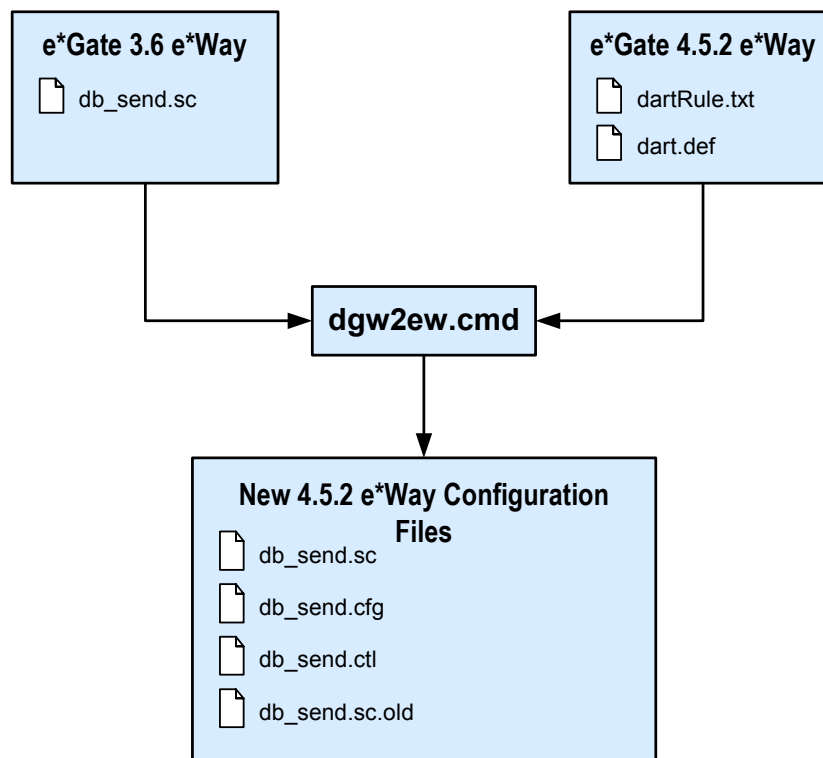 e*Gate 3.6 e*Way
db_send.sc
e*Gate 4.5.2 e*Way
dartRule.txt
dart.def
dgw2ew.cmd
New 4.5.2 e*Way Configuration
Files
db_send.sc
db_send.cfg
db_send.ctl
db_send.sc.old